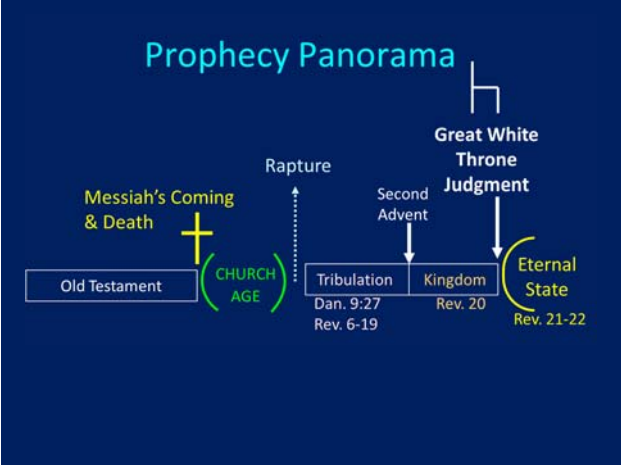 Prophecy Panorama
Great White
Throne
Judgment
Rapture
Second
Advent
Messiah's Coming
& Death
Old Testament
CHURCH
AGE
Tribulation
Kingdom
Eternal
State
Dan. 9:27
Rev. 6-19
Rev. 20
Rev. 21-22